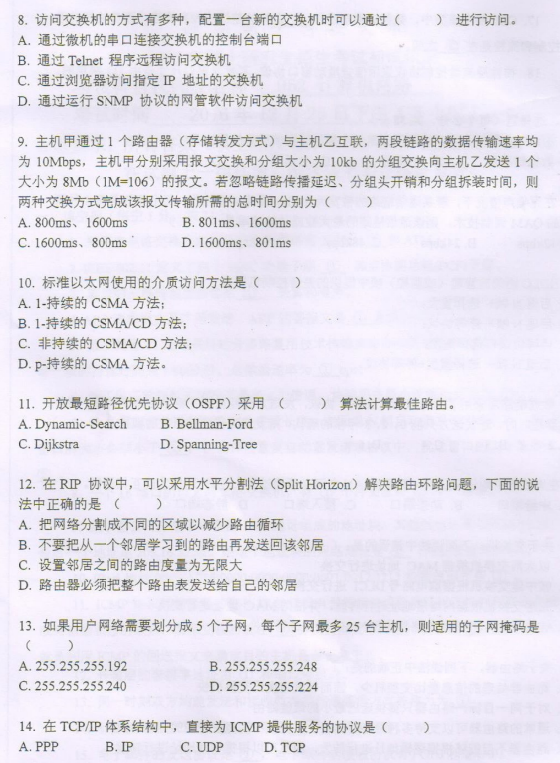 8. 访问交换机的方式有多种，配置一台新的交换机时可以通过（  ）进行访问。
A. 通过微机的串口连接交换机的控制台端口
B. 通过 Telnet 程序远程访问交换机
C. 通过浏览器访问指定 IP 地址的交换机
D. 通过运行 SNMP 协议的网管软件访问交换机
9. 主机甲通过 1 个路由器（存储转发方式）与主机乙互联，两段链路的数据传输速率均
为 10Mbps，主机甲分别采用报文交换和分组大小为 10kb 的分组交换向主机乙发送 1 个
大小为 8Mb（1M=106）的报文。若忽略链路传播延迟、分组头开销和分组拆装时间，则
两种交换方式完成该报文传输所需的总时间分别为（  ）
A. 800ms、1600ms B. 801ms、1600ms
C. 1600ms、800ms D. 1600ms、801ms
10. 标准以太网使用的介质访问方法是（  ）
A. 1-持续的 CSMA 方法；
B. 1-持续的 CSMA/CD 方法；
C. 非持续的 CSMA/CD 方法；
D. p-持续的 CSMA 方法。
11. 开放最短路径优先协议（OSPF）采用（  ）算法计算最佳路由。
A. Dynamic-Search B. Bellman-Ford
C. Dijkstra D. Spanning-Tree
12. 在 RIP 协议中，可以采用水平分割法（Split Horizon）解决路由环路问题，下面的说
法中正确的是（  ）
A. 把网络分割成不同的区域以减少路由循环
B. 不要把从一个邻居学习到的路由再发送回该邻居
C. 设置邻居之间的路由度量为无限大
D. 路由器必须把整个路由表发送给自己的邻居
13. 如果用户网络需要划分成 5 个子网，每个子网最多 25 台主机，则适用的子网掩码是
（  ）
A. 255.255.255.192 B. 255.255.255.248
C. 255.255.255.240 D. 255.255.255.224
14. 在 TCP/IP 体系结构中，直接为 ICMP 提供服务的协议是（  ）
A. PPP B. IP C. UDP D. TCP